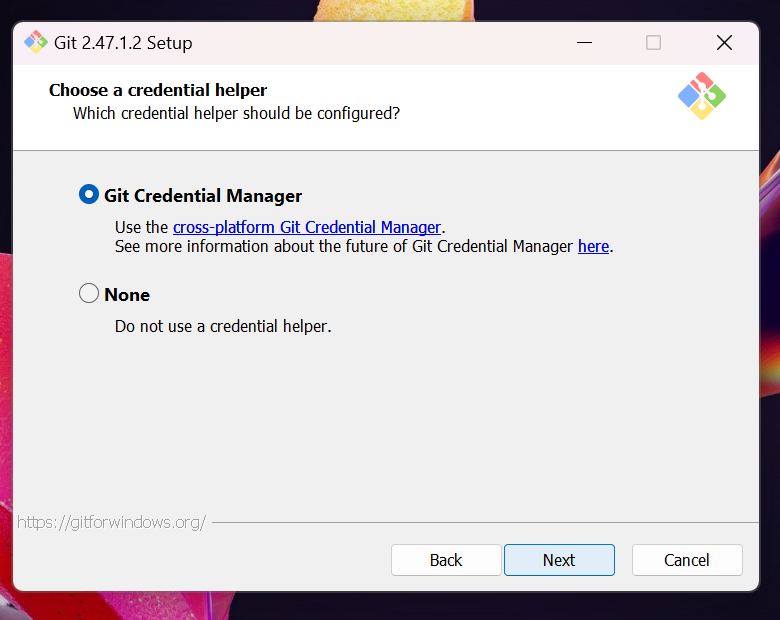 Git 2.47.1.2 Setup
Choose a credential helper
Which credential helper should be configured?
Git Credential Manager
Use the cross-platform Git Credential Manager.
See more information about the future of Git Credential Manager here.
None
Do not use a credential helper.
https://gitforwindows.org/
Back Next Cancel